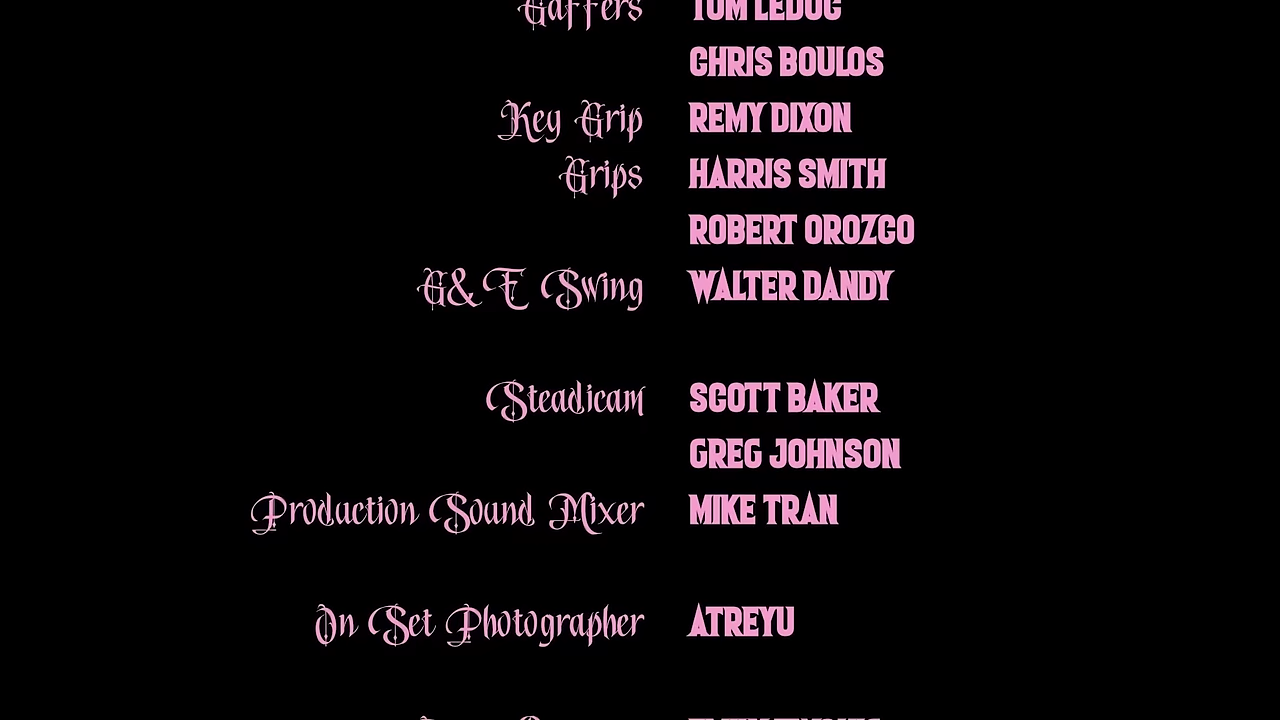 Gaffers TOM LEDUC
CHRIS BOULOS
Key Grip REMY DIXON
Grips HARRIS SMITH
ROBERT OROZCO
G&E Swing WALTER DANDY
Steadicam SCOTT BAKER
GREG JOHNSON
Production Sound Mixer MIKE TRAN
On Set Photographer ATREYU